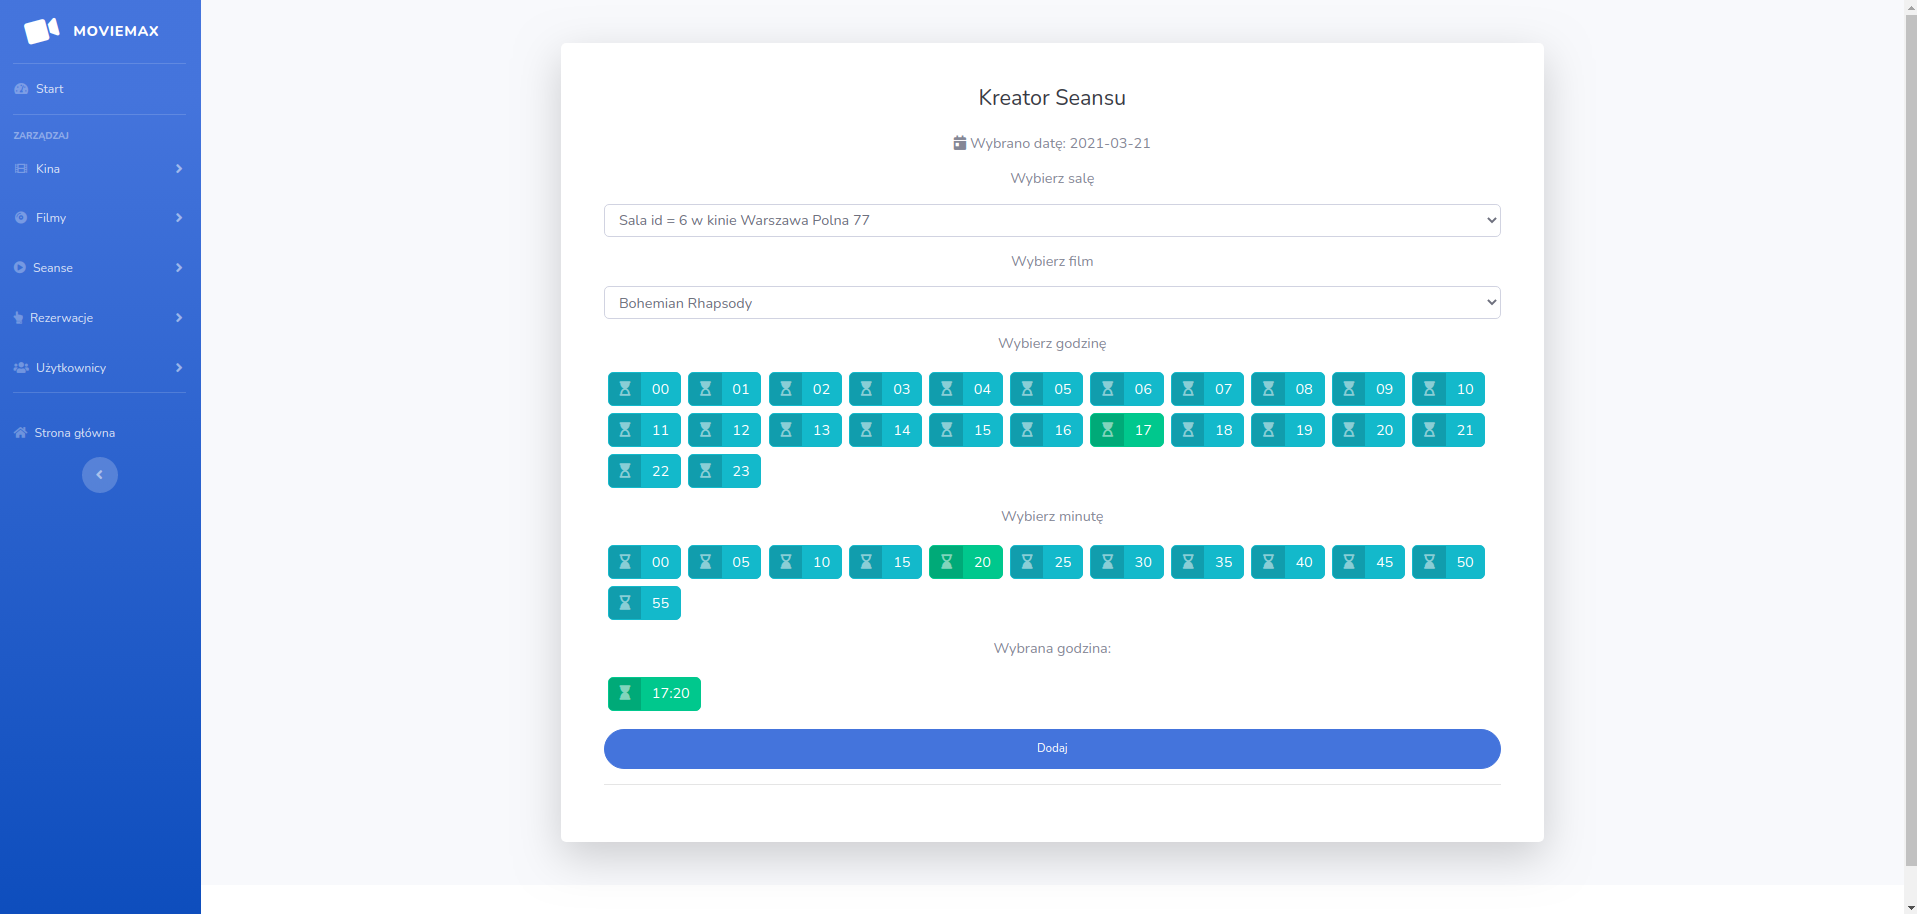 MOVIEMAX
Start
ZARZĄDZAJ
Kina
Filmy
Seanse
Rezerwacje
Użytkownicy
Strona główna
Kreator Seansu
Wybrano datę: 2021-03-21
Wybierz salę
Sala id = 6 w kinie Warszawa Polna 77
Wybierz film
Bohemian Rhapsody
Wybierz godzinę
00 01 02 03 04 05 06 07 08 09 10
11 12 13 14 15 16 17 18 19 20 21
22 23
Wybierz minutę
00 05 10 15 20 25 30 35 40 45 50
55
Wybrana godzina:
17:20
Dodaj